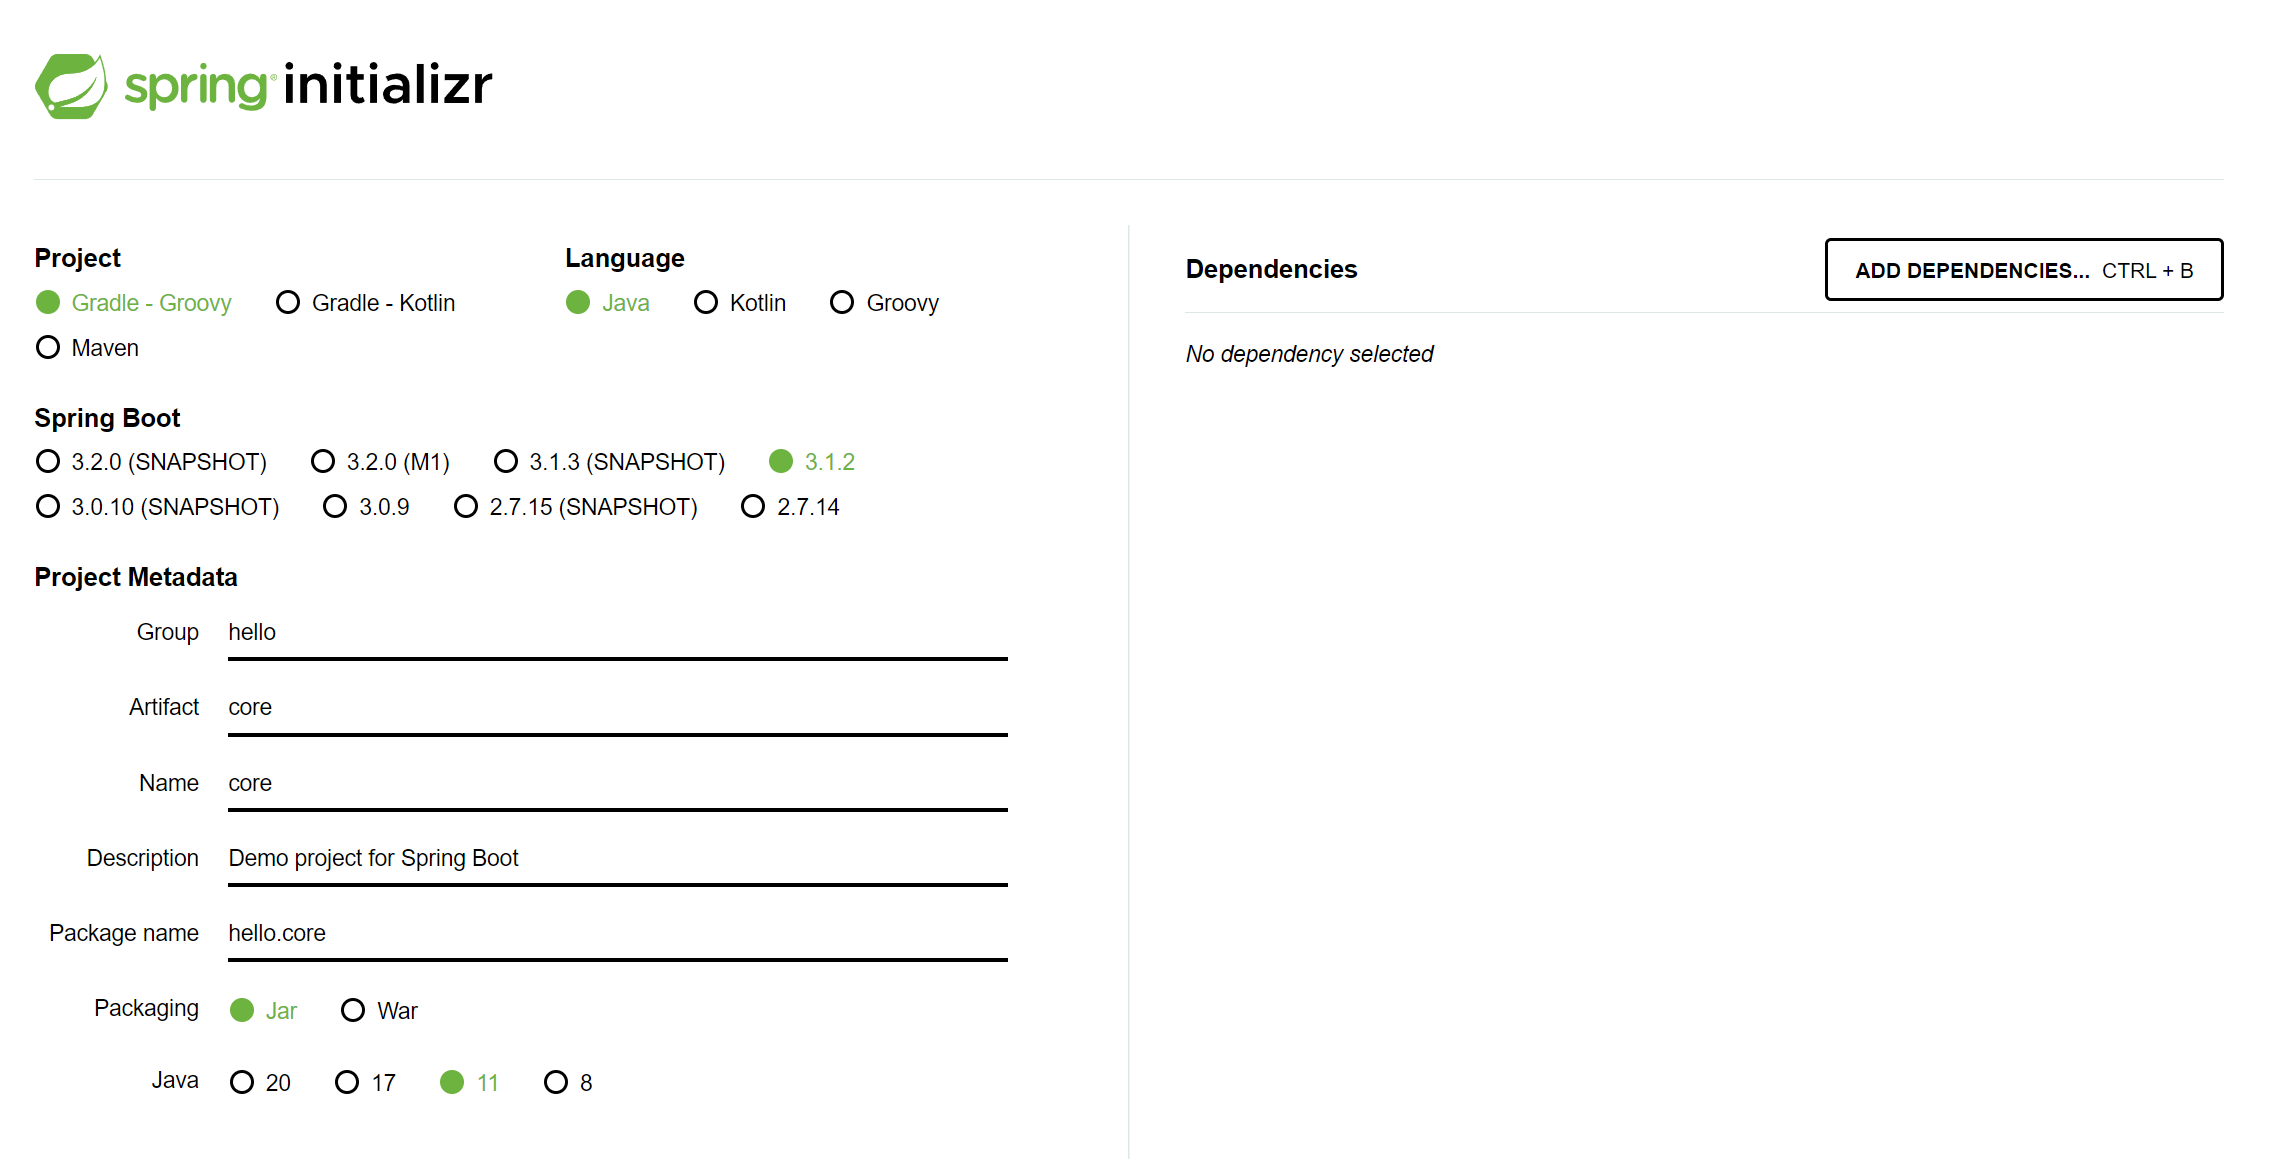 spring initializr
Project
Gradle - Groovy Gradle - Kotlin
Maven
Language
Java Kotlin Groovy
Spring Boot
3.2.0 (SNAPSHOT) 3.2.0 (M1) 3.1.3 (SNAPSHOT) 3.1.2
3.0.10 (SNAPSHOT) 3.0.9 2.7.15 (SNAPSHOT) 2.7.14
Project Metadata
Group hello
Artifact core
Name core
Description Demo project for Spring Boot
Package name hello.core
Packaging Jar War
Java 20 17 11 8
Dependencies
ADD DEPENDENCIES... CTRL + B
No dependency selected